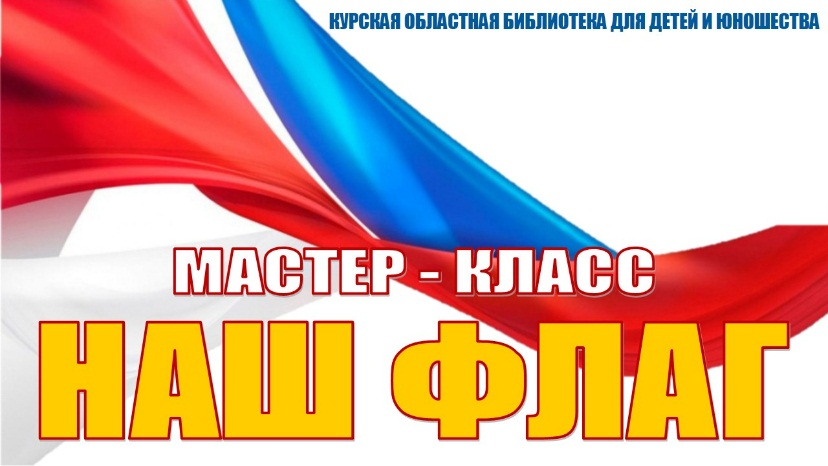 КУРСКАЯ ОБЛАСТНАЯ БИБЛИОТЕКА ДЛЯ ДЕТЕЙ И ЮНОШЕСТВА
МАСТЕР - КЛАСС
НАШ ФЛАГ